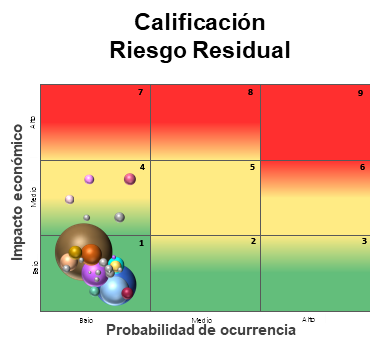 Calificación
Riesgo Residual
7
8
9
Alto
4
5
6
Medio
1
2
3
Bajo
Impacto económico
Bajo
Medio
Alto
Probabilidad de ocurrencia